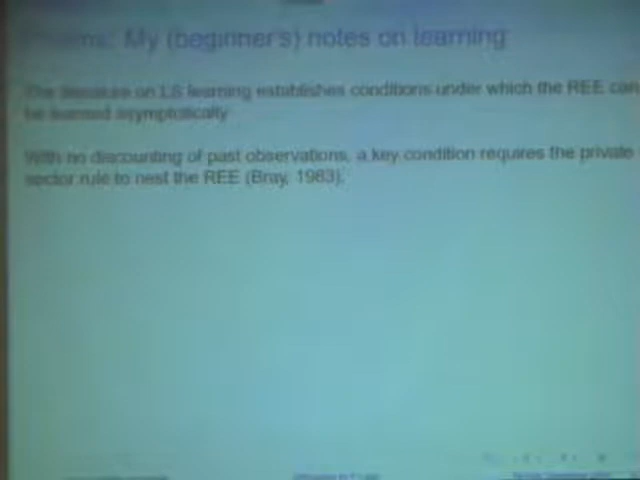 My (beginner's) notes on learning
The literature on LS learning establishes conditions under which the REE can
be learned asymptotically
With no discounting of past observations, a key condition requires the private
sector rule to nest the REE (Bray, 1983).